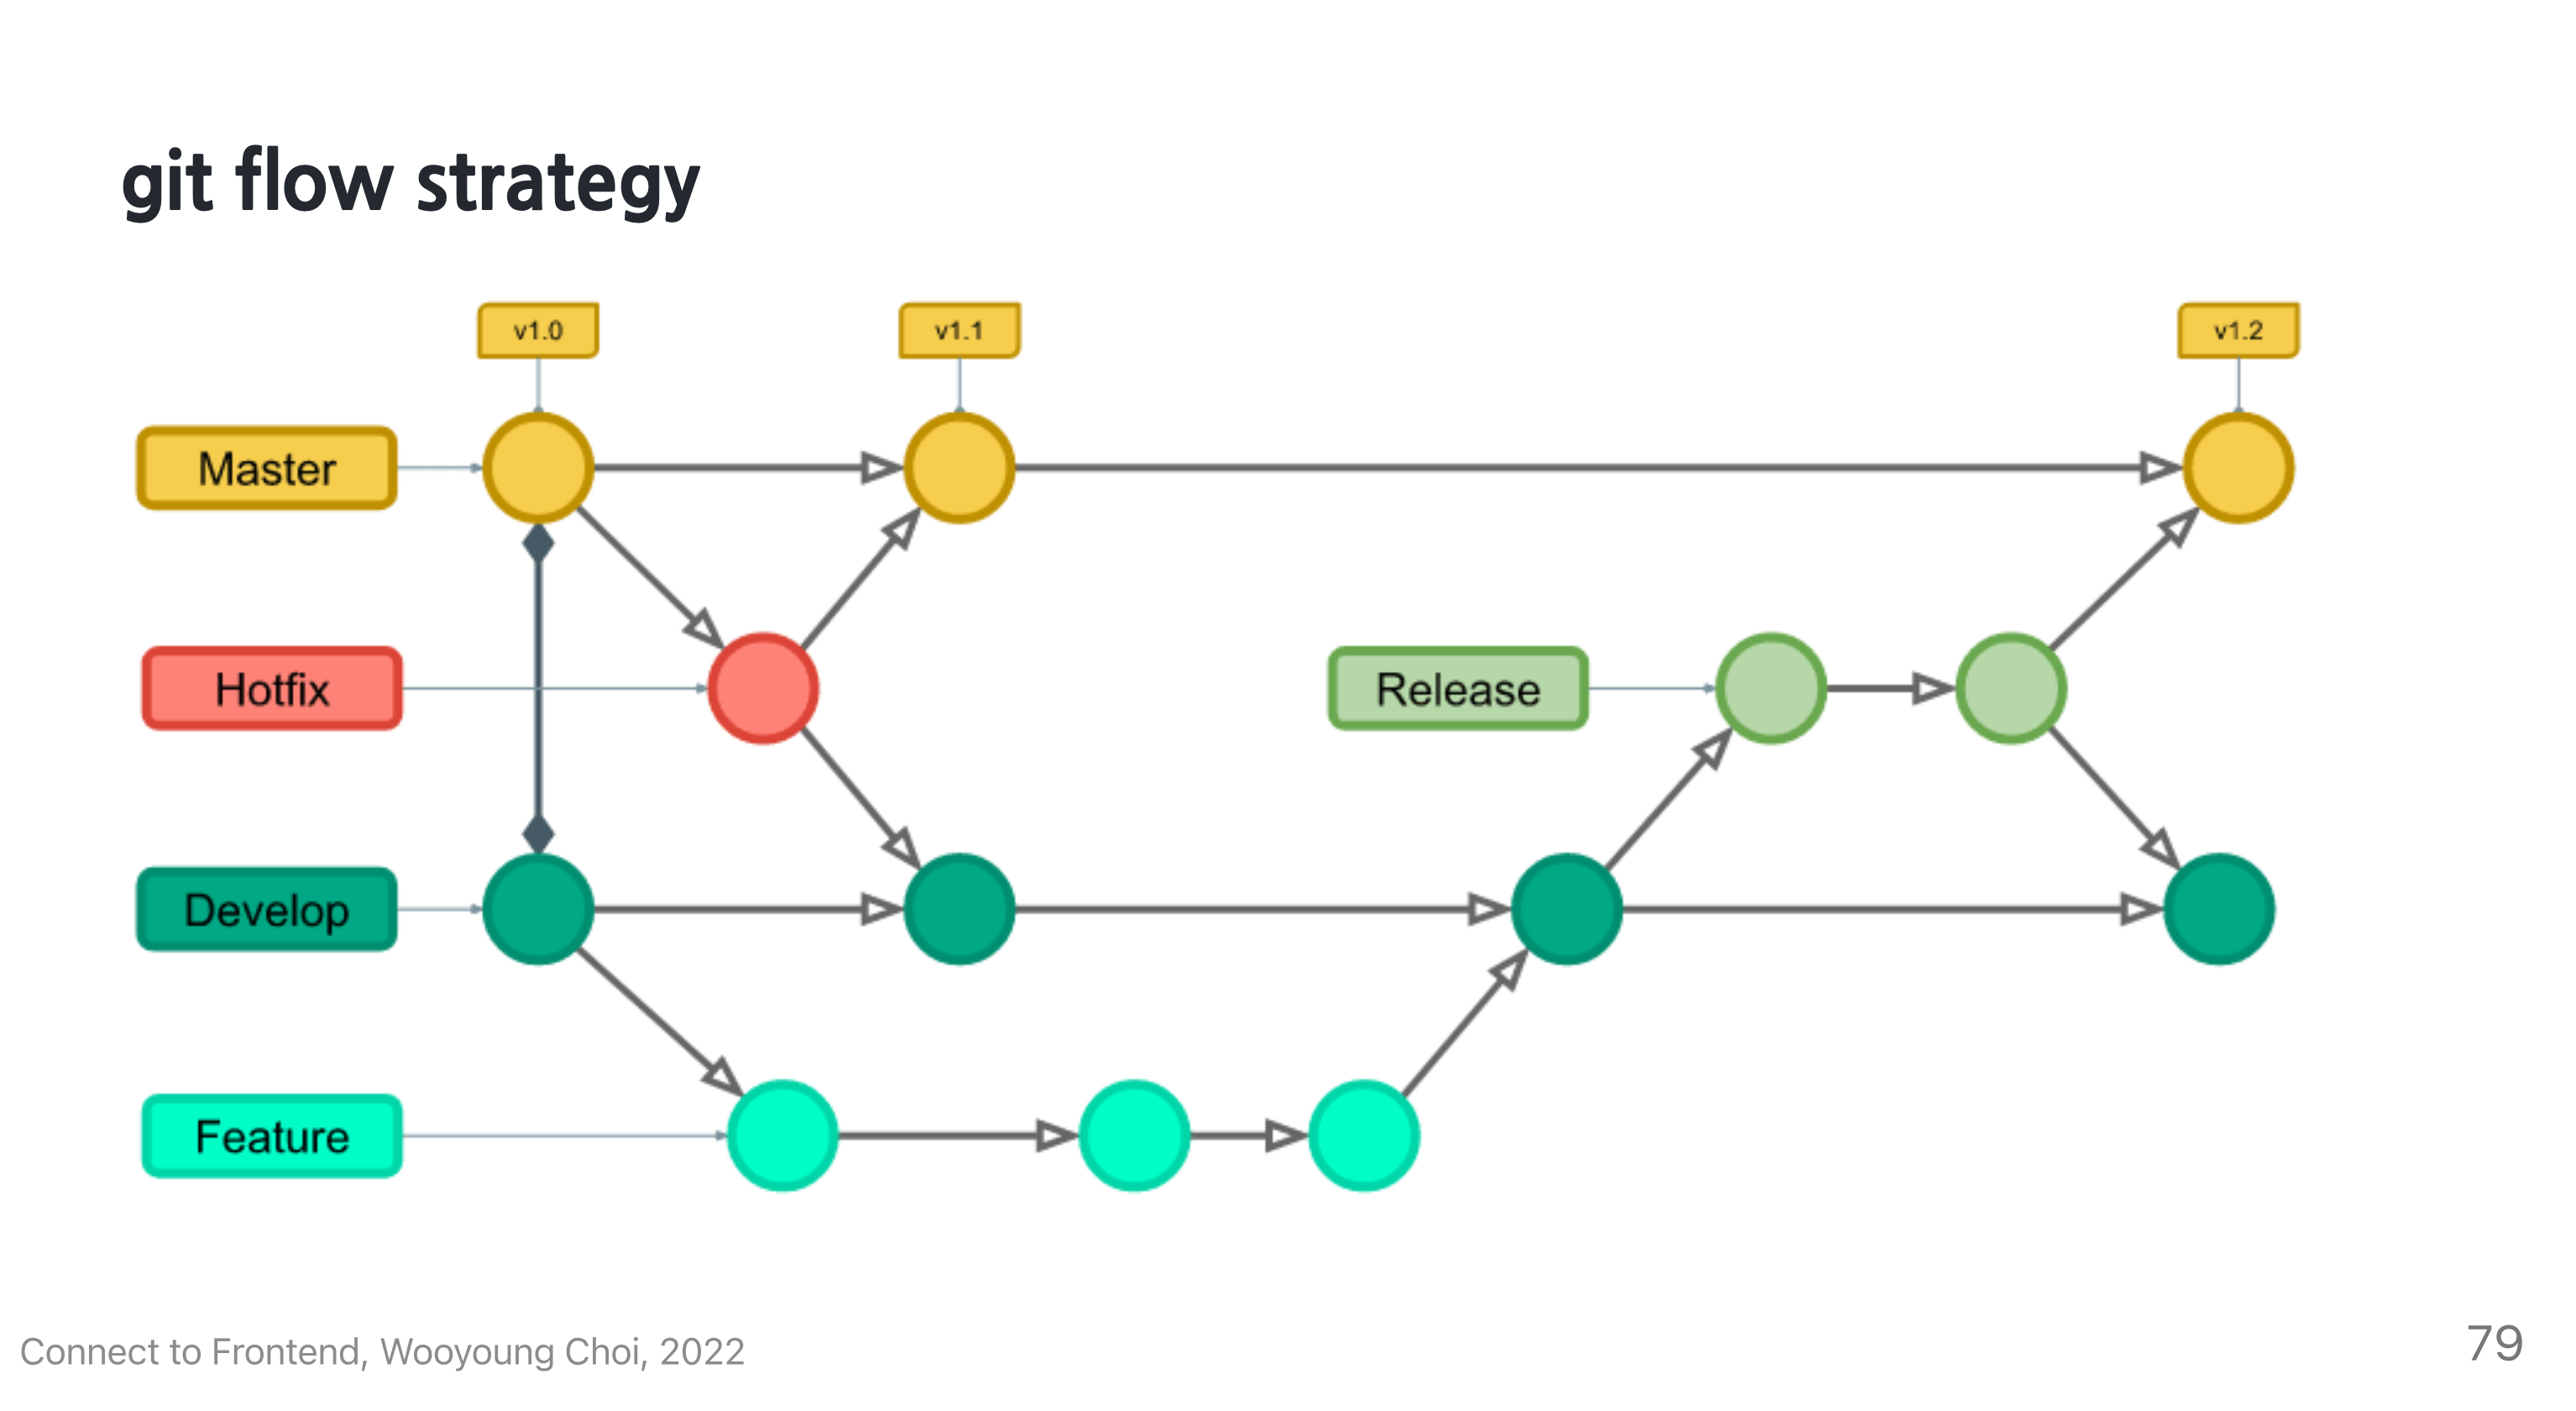 git flow strategy
v1.0
v1.1
v1.2
Master
Hotfix
Release
Develop
Feature
Connect to Frontend, Wooyoung Choi, 2022
79